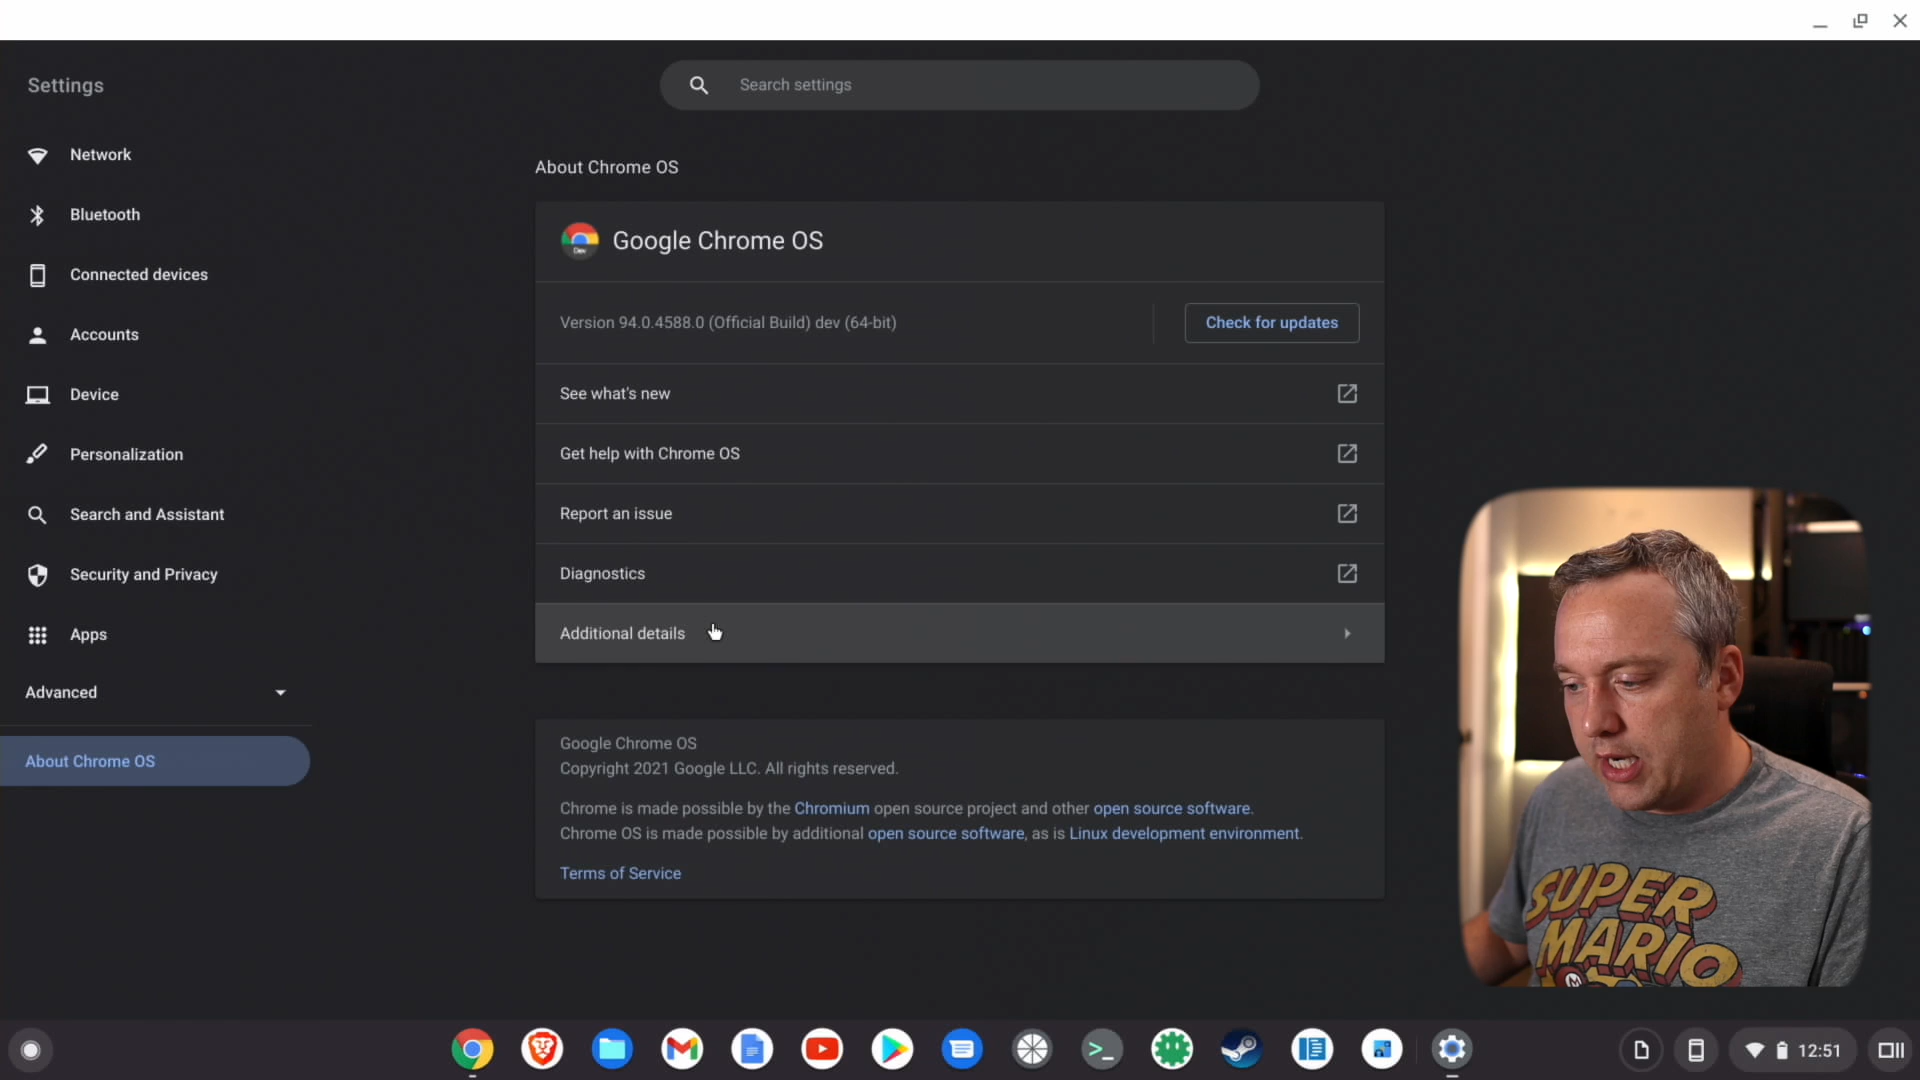 Settings
Search settings
Network
Bluetooth
Connected devices
Accounts
Device
Personalization
Search and Assistant
Security and Privacy
Apps
Advanced
About Chrome OS
About Chrome OS
Dev
Google Chrome OS
Version 94.0.4588.0 (Official Build) dev (64-bit)
Check for updates
See what's new
Get help with Chrome OS
Report an issue
Diagnostics
Additional details
Google Chrome OS
Copyright 2021 Google LLC. All rights reserved.
Chrome is made possible by the Chromium open source project and other open source software.
Chrome OS is made possible by additional open source software, as is Linux development environment.
Terms of Service
SUPER
MARIO
M
12:51